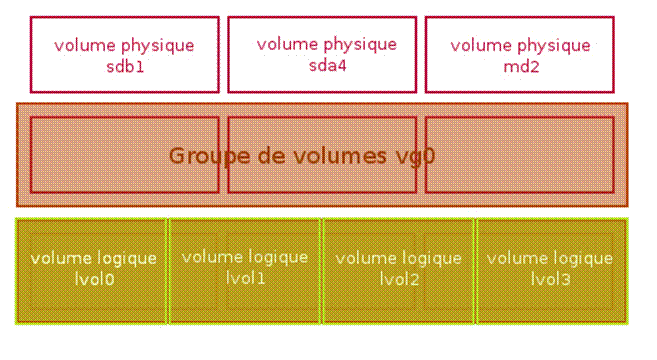 volume physique
sdb1
volume physique
sda4
volume physique
md2
Groupe de volumes vg0
volume logique
lvol0
volume logique
lvol1
volume logique
lvol2
volume logique
lvol3